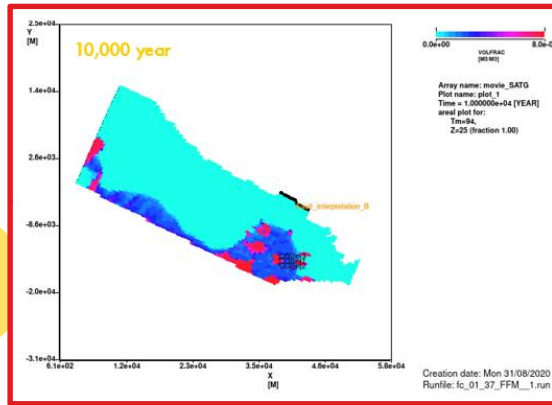 10,000 year
Y
[M]
2.5e+04
1.4e+04
2.6e+03
-8.6e+03
-2.0e+04
-3.1e+04
6.1e+02 1.2e+04 2.3e+04 3.5e+04 4.6e+04 5.8e+04
X
[M]
0.0e+00
VOLFRAC
[M3/M3]
Array name: movie_SATG
Plot name: plot_1
Time = 1.000000e+04 [YEAR]
areal plot for:
Tm=94,
Z=25 (fraction 1.00)
Creation date: Mon 31/08/2020
Runfile: fc_01_37_FFM__1.run